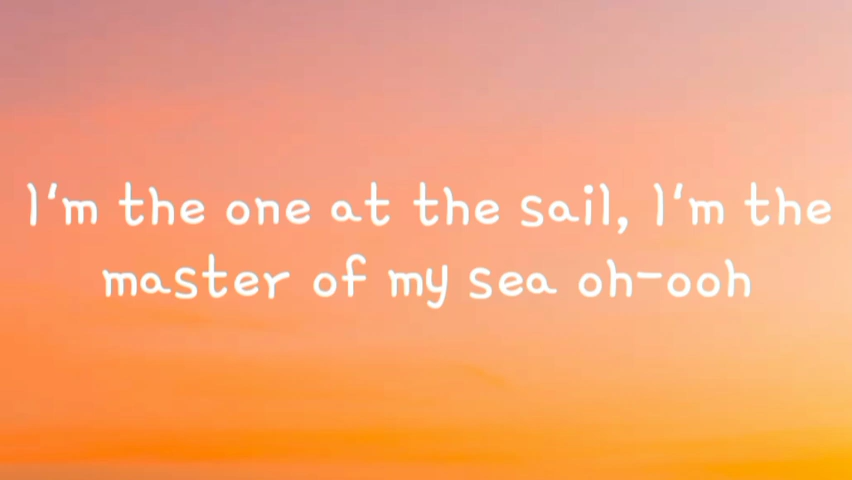 I'm the one at the sail, I'm the
master of my sea oh-ooh